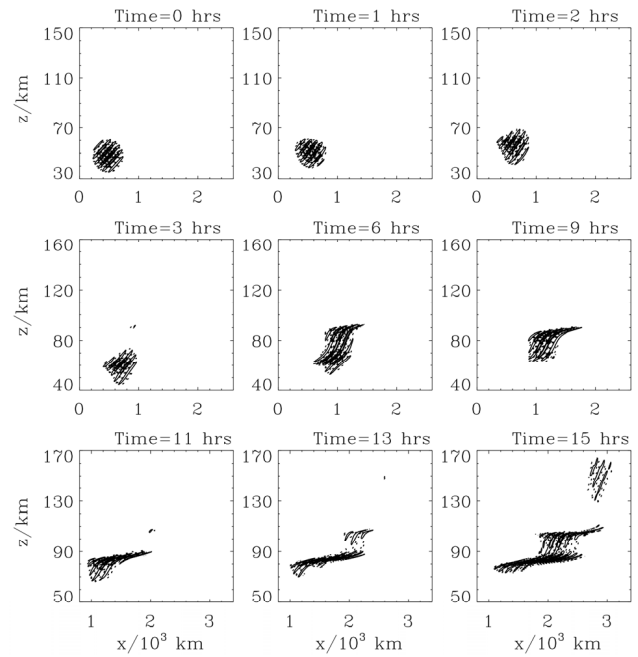 Time=0 hrs Time=1 hrs Time=2 hrs
150 150 150
z/km
110 110 110
70 70 70
30 30 30
0 1 2 0 1 2 0 1 2
Time=3 hrs Time=6 hrs Time=9 hrs
160 160 160
z/km
120 120 120
80 80 80
40 40 40
0 1 2 0 1 2 0 1 2
Time=11 hrs Time=13 hrs Time=15 hrs
170 170 170
z/km
130 130 130
90 90 90
50 50 50
1 2 3 1 2 3 1 2 3
x/10³ km x/10³ km x/10³ km